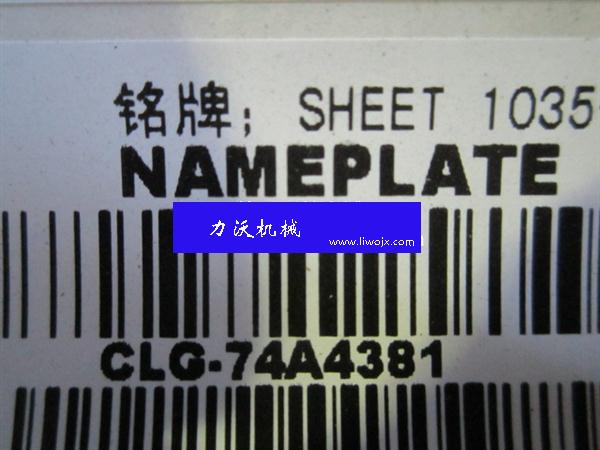 铭牌; SHEET 1035
NAMEPLATE
力沃机械
www.liwojx.com
CLG-74A4381